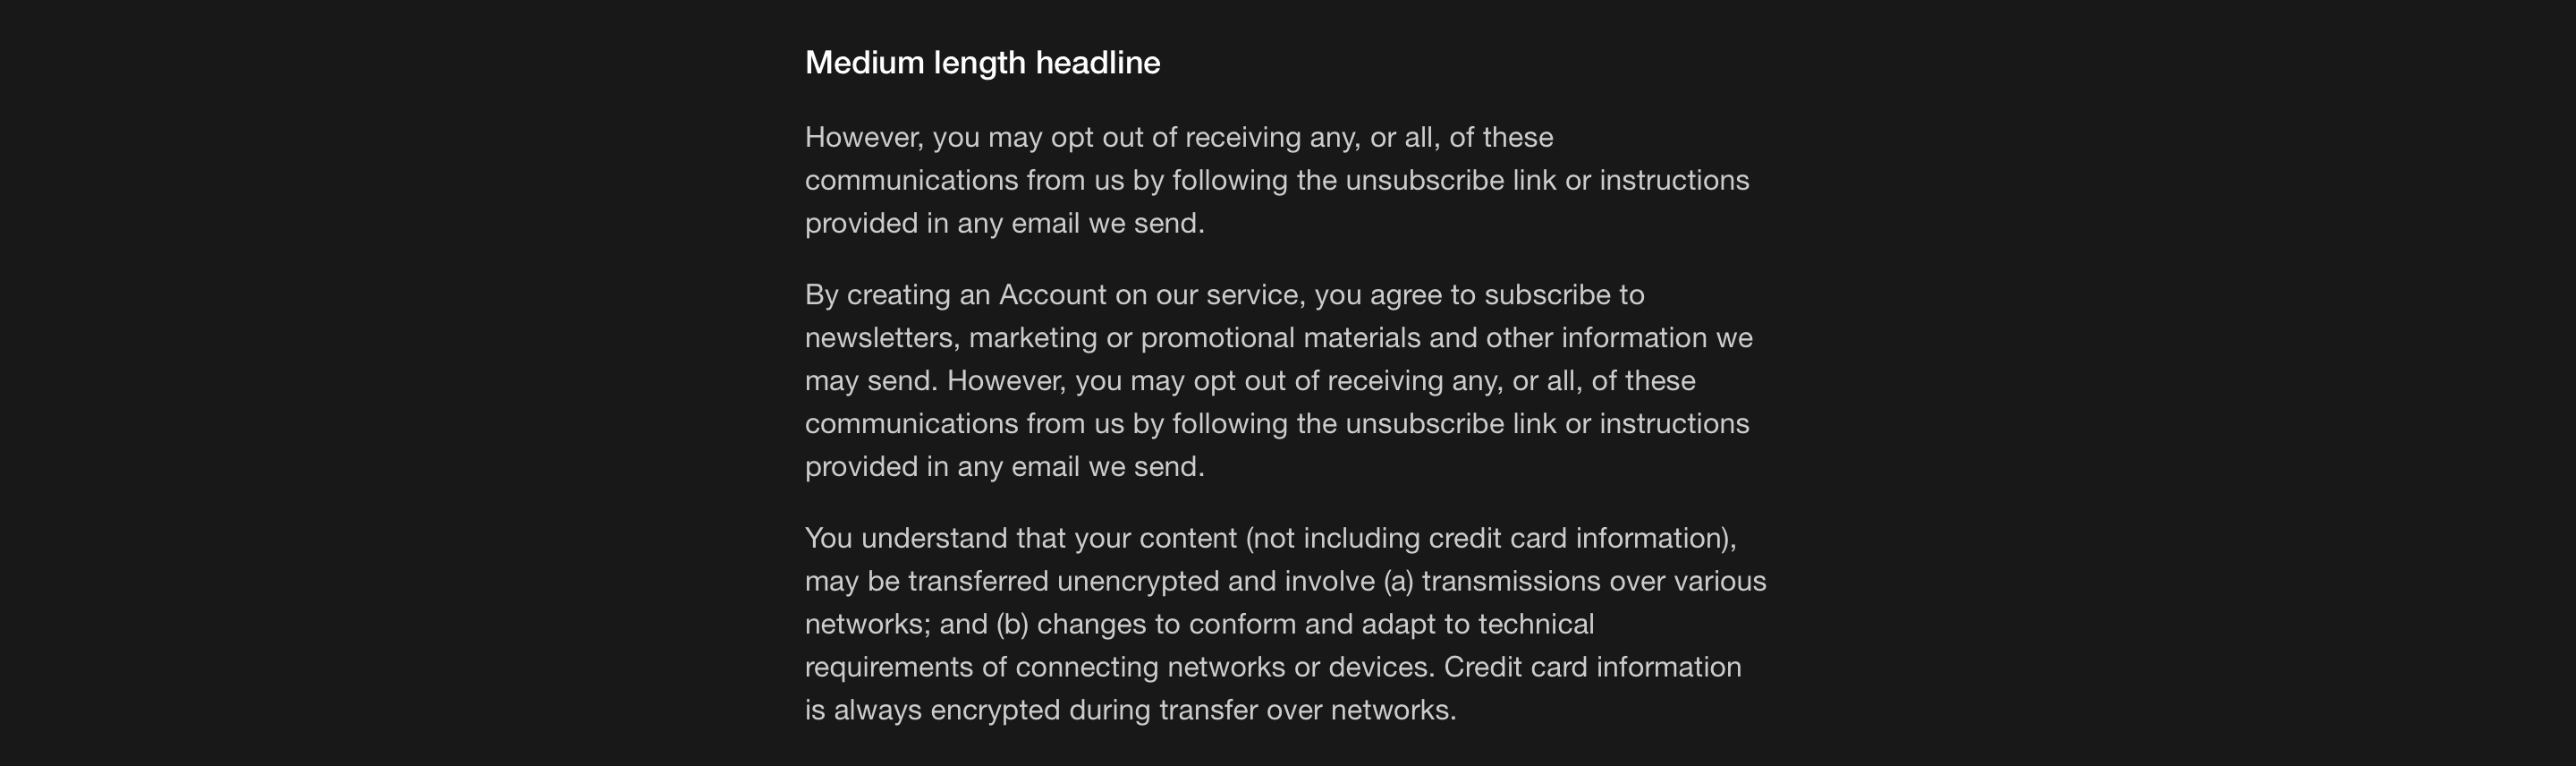 Medium length headline
However, you may opt out of receiving any, or all, of these
communications from us by following the unsubscribe link or instructions
provided in any email we send.
By creating an Account on our service, you agree to subscribe to
newsletters, marketing or promotional materials and other information we
may send. However, you may opt out of receiving any, or all, of these
communications from us by following the unsubscribe link or instructions
provided in any email we send.
You understand that your content (not including credit card information),
may be transferred unencrypted and involve (a) transmissions over various
networks; and (b) changes to conform and adapt to technical
requirements of connecting networks or devices. Credit card information
is always encrypted during transfer over networks.